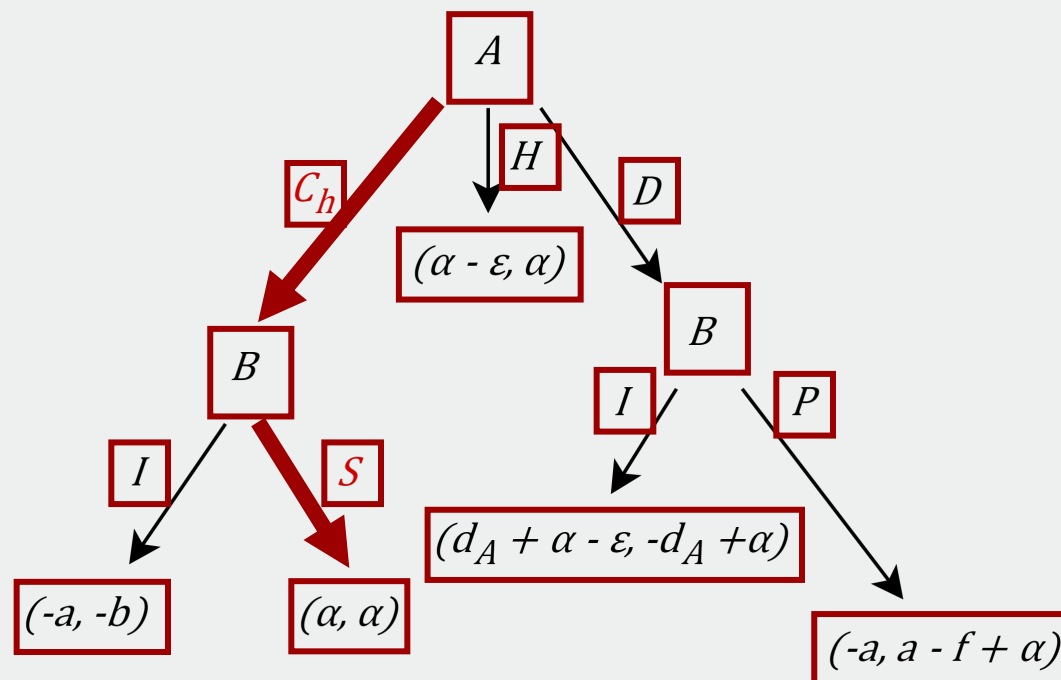 A
H
C_h
D
(α - ε, α)
B
B
I
P
I
S
(d_A + α - ε, -d_A +α)
(-a, -b)
(α, α)
(-a, a - f + α)